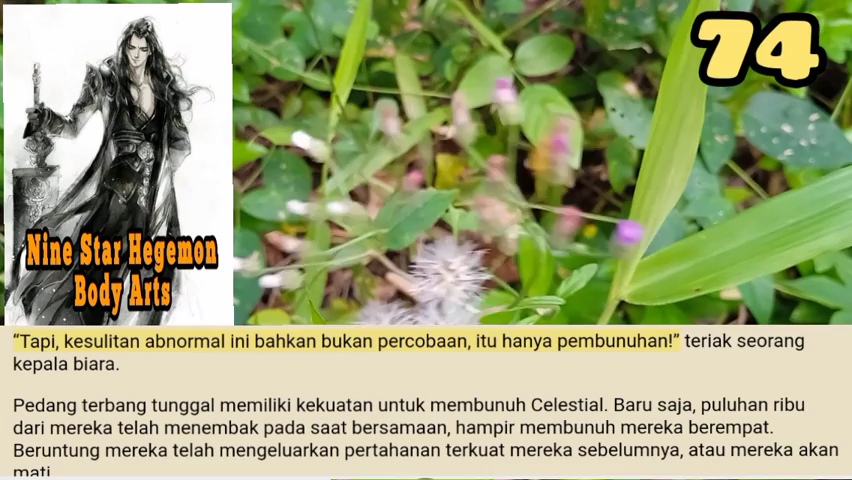 74
Nine Star Hegemon
Body Arts
“Tapi, kesulitan abnormal ini bahkan bukan percobaan, itu hanya pembunuhan!” teriak seorang
kepala biara.
Pedang terbang tunggal memiliki kekuatan untuk membunuh Celestial. Baru saja, puluhan ribu
dari mereka telah menembak pada saat bersamaan, hampir membunuh mereka berempat.
Beruntung mereka telah mengeluarkan pertahanan terkuat mereka sebelumnya, atau mereka akan
mati.